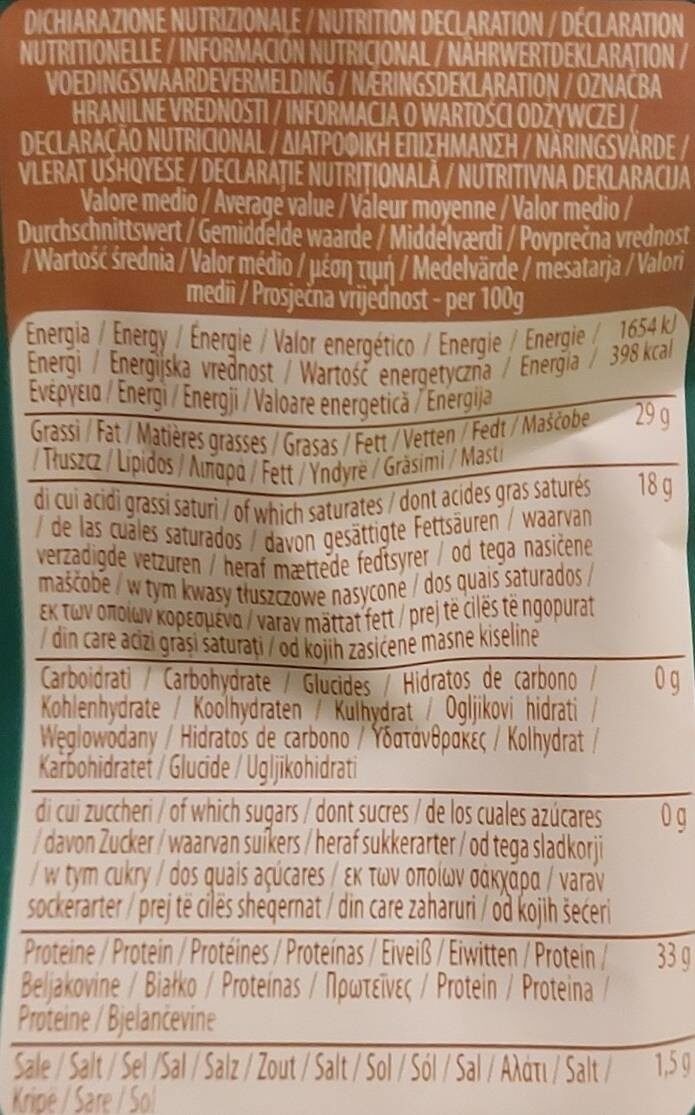 DICHIARAZIONE NUTRIZIONALE / NUTRITION DECLARATION / DÉCLARATION
NUTRITIONNELLE / INFORMACIÓN NUTRICIONAL / NÄHRWERTDEKLARATION /
VOEDINGSWAARDEVERMELDING / NÆRINGSDEKLARATION / OZNAČBA
HRANILNE VREDNOSTI / INFORMACJA O WARTOŚCI ODŻYWCZEJ /
DECLARAÇÃO NUTRICIONAL / ΔΙΑΤΡΟΦΙΚΗ ΕΠΙΣΗΜΑΝΣΗ / NÄRINGSVÄRDE /
VLERAT USHQYESE / DECLARAȚIE NUTRIȚIONALĂ / NUTRITIVNA DEKLARACIJA
Valore medio / Average value / Valeur moyenne / Valor medio /
Durchschnittswert / Gemiddelde waarde / Middelværdi / Povprečna vrednost
/ Wartość średnia / Valor médio / μέση τιμή / Medelvärde / mesatarja / Valori
medii / Prosječna vrijednost - per 100g
Energia / Energy / Énergie / Valor energético / Energie / Energie / 1654 kJ
Energi / Energijska vrednost / Wartość energetyczna / Energia / 398 kcal
Ενέργεια / Energi / Energji / Valoare energetică / Energija
Grassi / Fat / Matières grasses / Grasas / Fett / Vetten / Fedt / Maščobe 29 g
/ Tłuszcz / Lipidos / Λιπαρά / Fett / Yndyrë / Grăsimi / Masti
di cui acidi grassi saturi / of which saturates / dont acides gras saturés 18 g
/ de las cuales saturados / davon gesättigte Fettsäuren / waarvan
verzadigde vetzuren / heraf mættede fedtsyrer / od tega nasičene
maščobe / w tym kwasy tłuszczowe nasycone / dos quais saturados /
εκ των οποίων κορεσμένα / varav mättat fett / prej të cilës të ngopurat
/ din care acizi grași saturați / od kojih zasićene masne kiseline
Carboidrati / Carbohydrate / Glucides / Hidratos de carbono / 0 g
Kohlenhydrate / Koolhydraten / Kulhydrat / Ogljikovi hidrati /
Węglowodany / Hidratos de carbono / Υδατάνθρακες / Kolhydrat /
Karbohidratet / Glucide / Ugljikohidrati
di cui zuccheri / of which sugars / dont sucres / de los cuales azúcares 0 g
/ davon Zucker / waarvan suikers / heraf sukkerarter / od tega sladkorji
/ w tym cukry / dos quais açúcares / εκ των οποίων σάκχαρα / varav
sockerarter / prej të cilës sheqernat / din care zaharuri / od kojih šećeri
Proteine / Protein / Protéines / Proteínas / Eiweiß / Eiwitten / Protein / 33 g
Beljakovine / Białko / Proteínas / Πρωτεΐνες / Protein / Proteina /
Proteine / Bjelančevine
Sale / Salt / Sel / Sal / Salz / Zout / Salt / Sol / Sól / Sal / Αλάτι / Salt / 1,5 g
Kripë / Sare / Sol